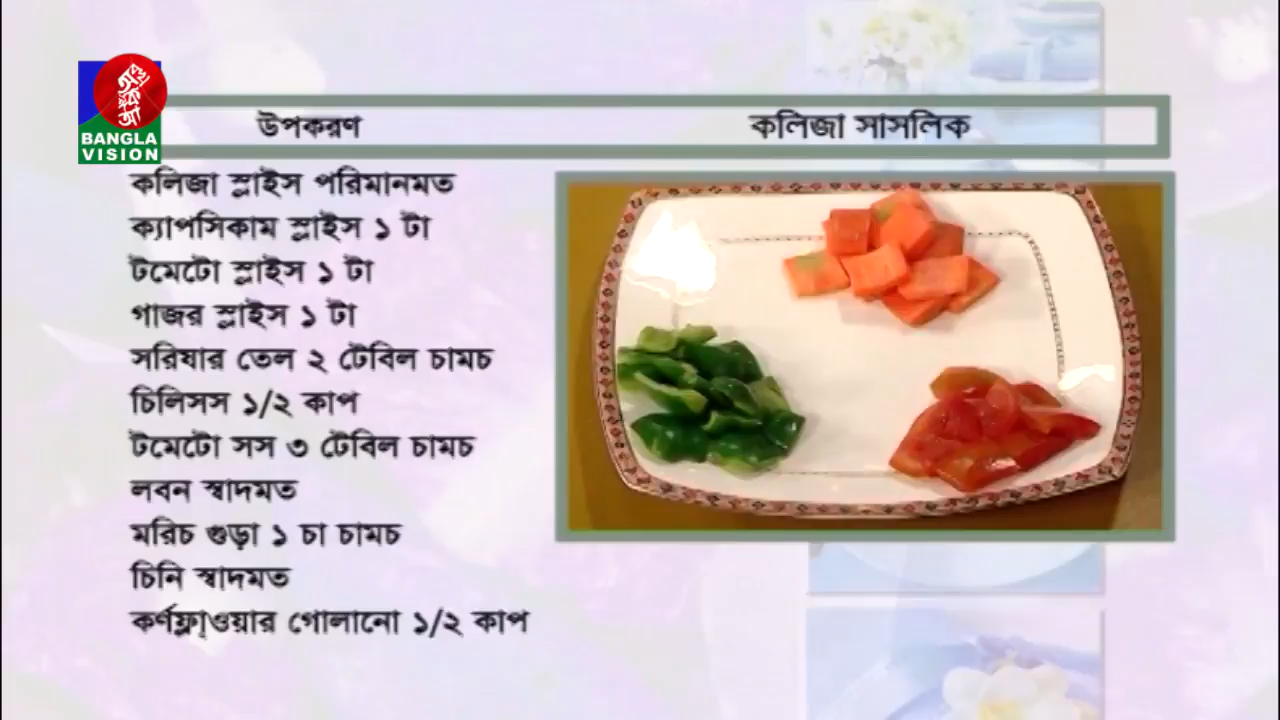 BANGLA
VISION
উপকরণ
কলিজা সাসলিক
কলিজা স্লাইস পরিমানমত
ক্যাপসিকাম স্লাইস ১ টা
টমেটো স্লাইস ১ টা
গাজর স্লাইস ১ টা
সরিষার তেল ২ টেবিল চামচ
চিলিসস ১/২ কাপ
টমেটো সস ৩ টেবিল চামচ
লবন স্বাদমত
মরিচ গুড়া ১ চা চামচ
চিনি স্বাদমত
কর্ণফ্লাওয়ার গোলানো ১/২ কাপ